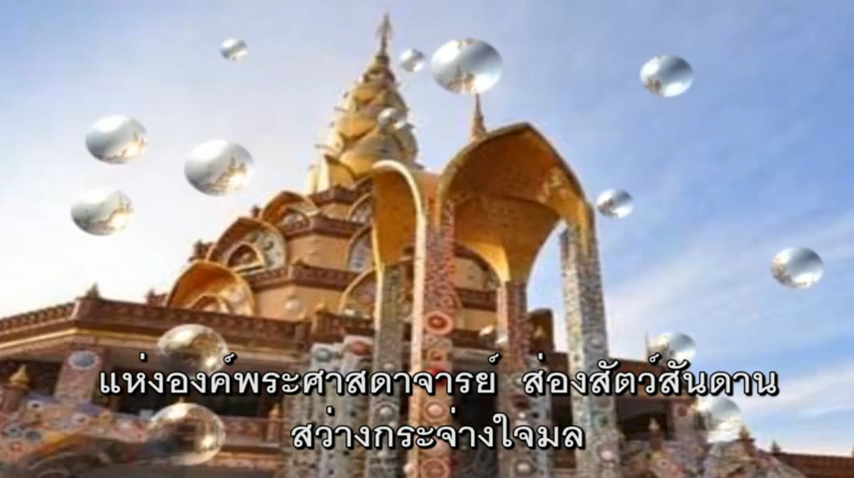 แห่งองค์พระศาสดาจารย์ ส่องสัตว์สันดาน
สว่างกระจ่างใจมล